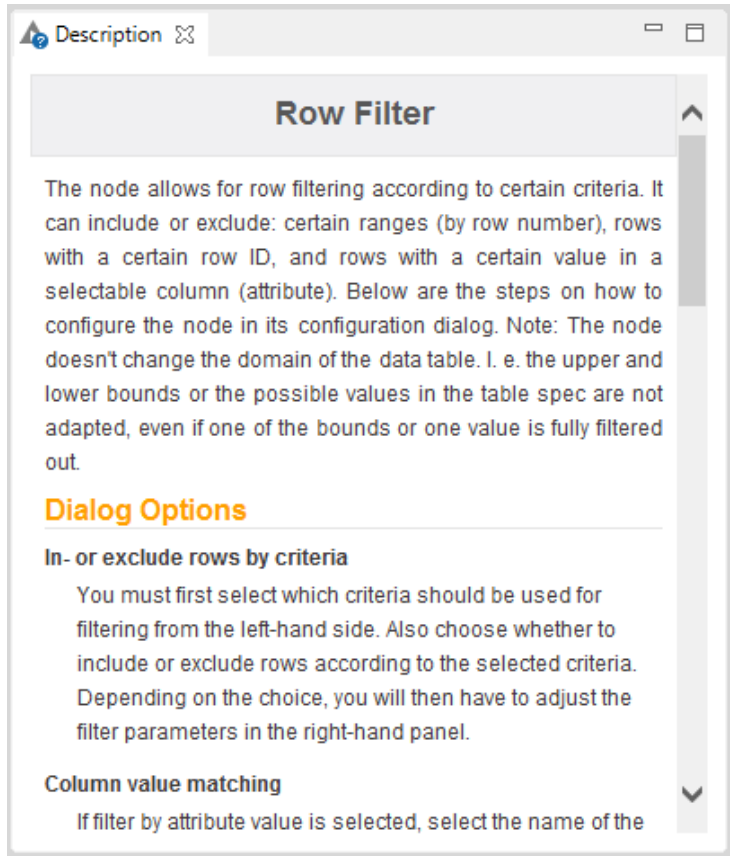 Description
Row Filter
The node allows for row filtering according to certain criteria. It
can include or exclude: certain ranges (by row number), rows
with a certain row ID, and rows with a certain value in a
selectable column (attribute). Below are the steps on how to
configure the node in its configuration dialog. Note: The node
doesn't change the domain of the data table. I. e. the upper and
lower bounds or the possible values in the table spec are not
adapted, even if one of the bounds or one value is fully filtered
out.
Dialog Options
In- or exclude rows by criteria
You must first select which criteria should be used for
filtering from the left-hand side. Also choose whether to
include or exclude rows according to the selected criteria.
Depending on the choice, you will then have to adjust the
filter parameters in the right-hand panel.
Column value matching
If filter by attribute value is selected, select the name of the